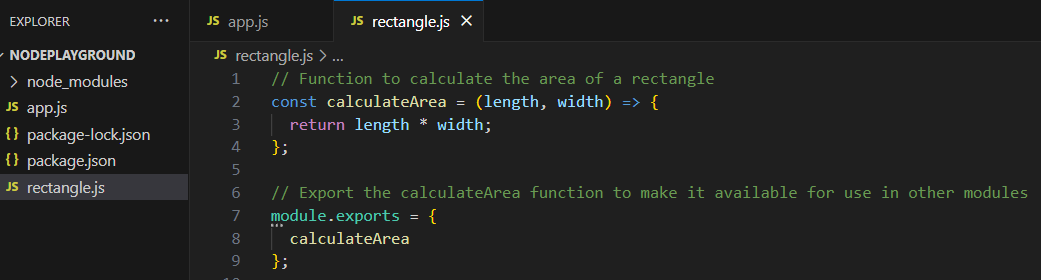 EXPLORER ...
NODEPLAYGROUND
node_modules
JS app.js
{} package-lock.json
{} package.json
JS rectangle.js
JS app.js
JS rectangle.js ×
JS rectangle.js > ...
1 // Function to calculate the area of a rectangle
2 const calculateArea = (length, width) => {
3 return length * width;
4 };
5
6 // Export the calculateArea function to make it available for use in other modules
7 module.exports = {
8 calculateArea
9 };